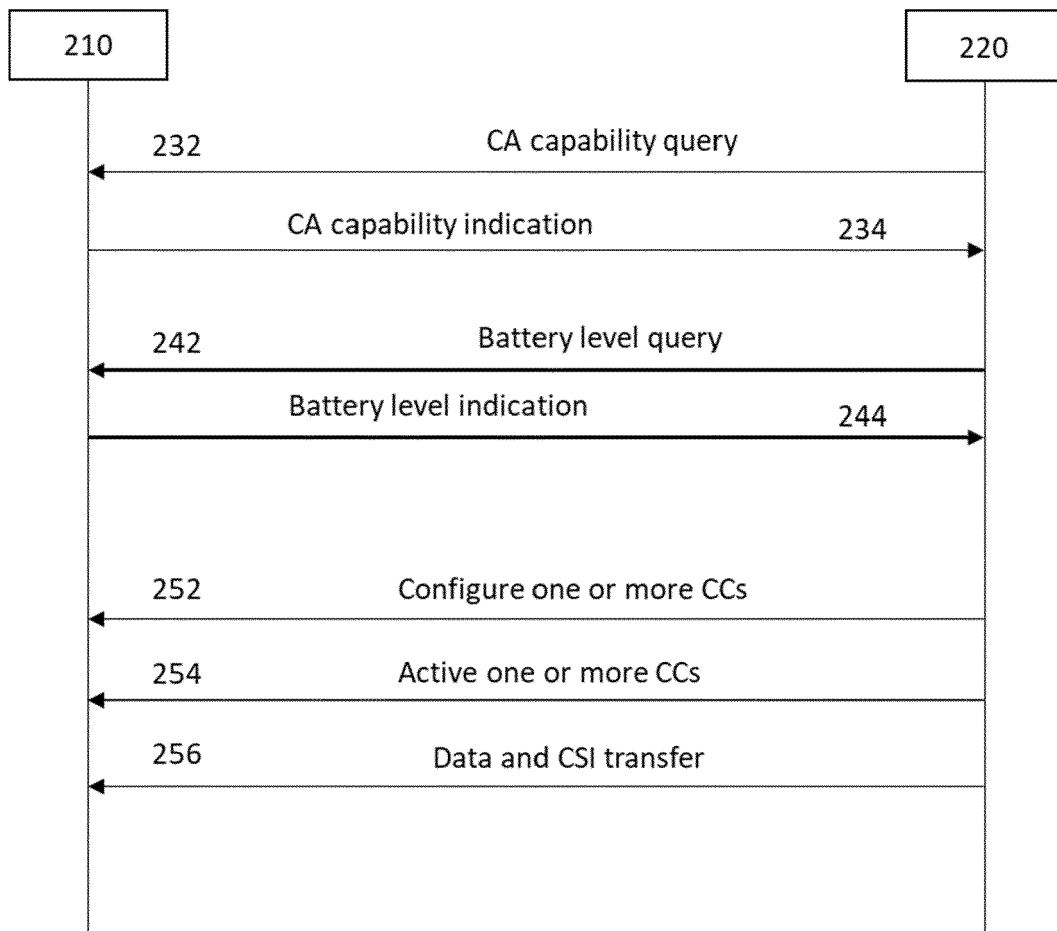 210
220
232 CA capability query
CA capability indication 234
242 Battery level query
Battery level indication 244
252 Configure one or more CCs
254 Active one or more CCs
256 Data and CSI transfer